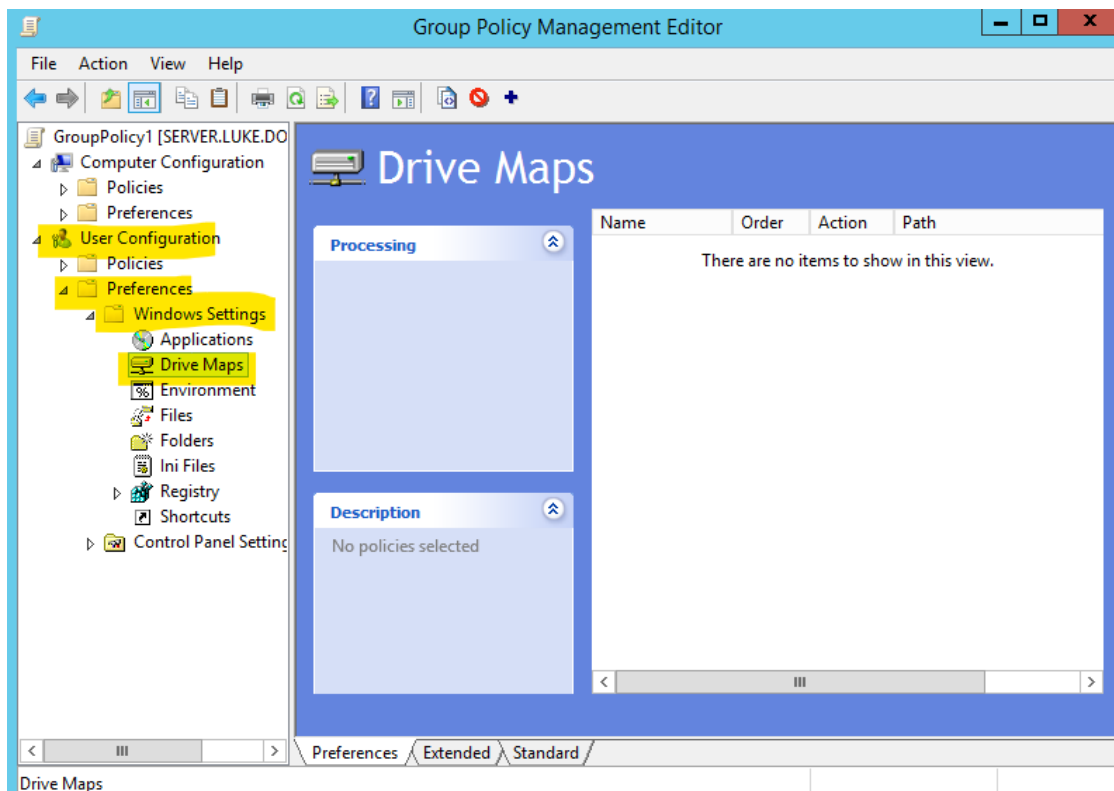 Group Policy Management Editor
x
File Action View Help
GroupPolicy1 [SERVER.LUKE.DO
Computer Configuration
Policies
Preferences
User Configuration
Policies
Preferences
Windows Settings
Applications
Drive Maps
Environment
Files
Folders
Ini Files
Registry
Shortcuts
Control Panel Setting
Drive Maps
Processing
Description
No policies selected
Name Order Action Path
There are no items to show in this view.
Preferences Extended Standard
Drive Maps